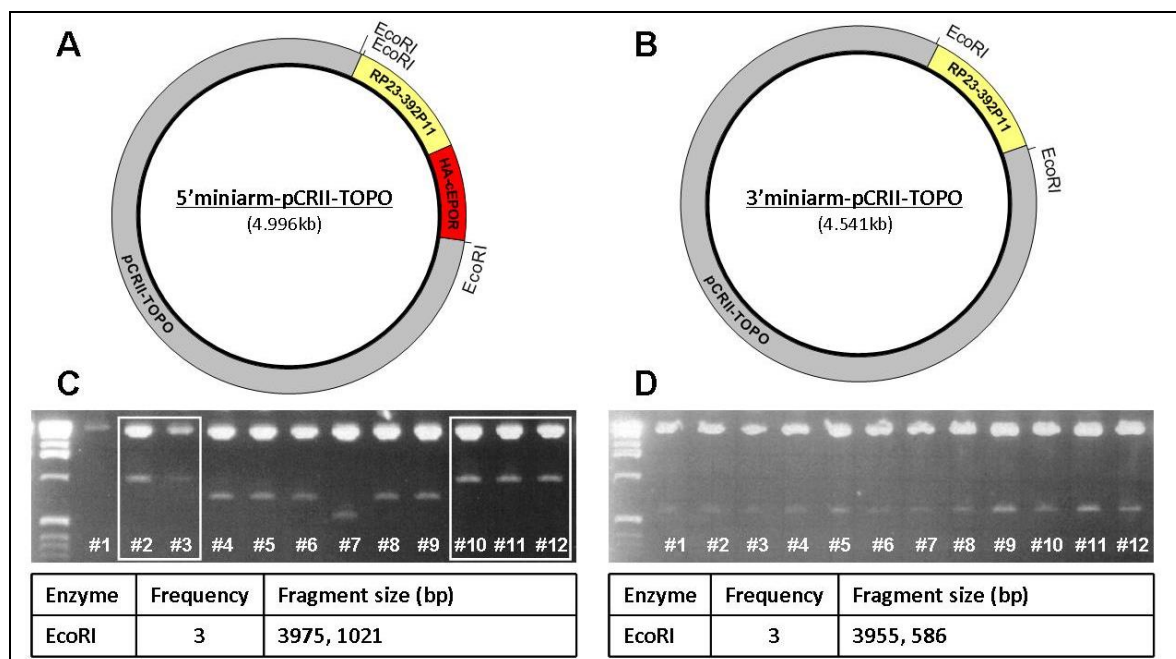 A
EcoRI
EcoRI
RP23-392P11
HA-cEPOR
5'miniarm-pCRII-TOPO
(4.996kb)
EcoRI
pCRII-TOPO
B
EcoRI
RP23-392P11
EcoRI
3'miniarm-pCRII-TOPO
(4.541kb)
pCRII-TOPO
C
#1 #2 #3 #4 #5 #6 #7 #8 #9 #10 #11 #12
Enzyme Frequency Fragment size (bp)
EcoRI 3 3975, 1021
D
#1 #2 #3 #4 #5 #6 #7 #8 #9 #10 #11 #12
Enzyme Frequency Fragment size (bp)
EcoRI 3 3955, 586